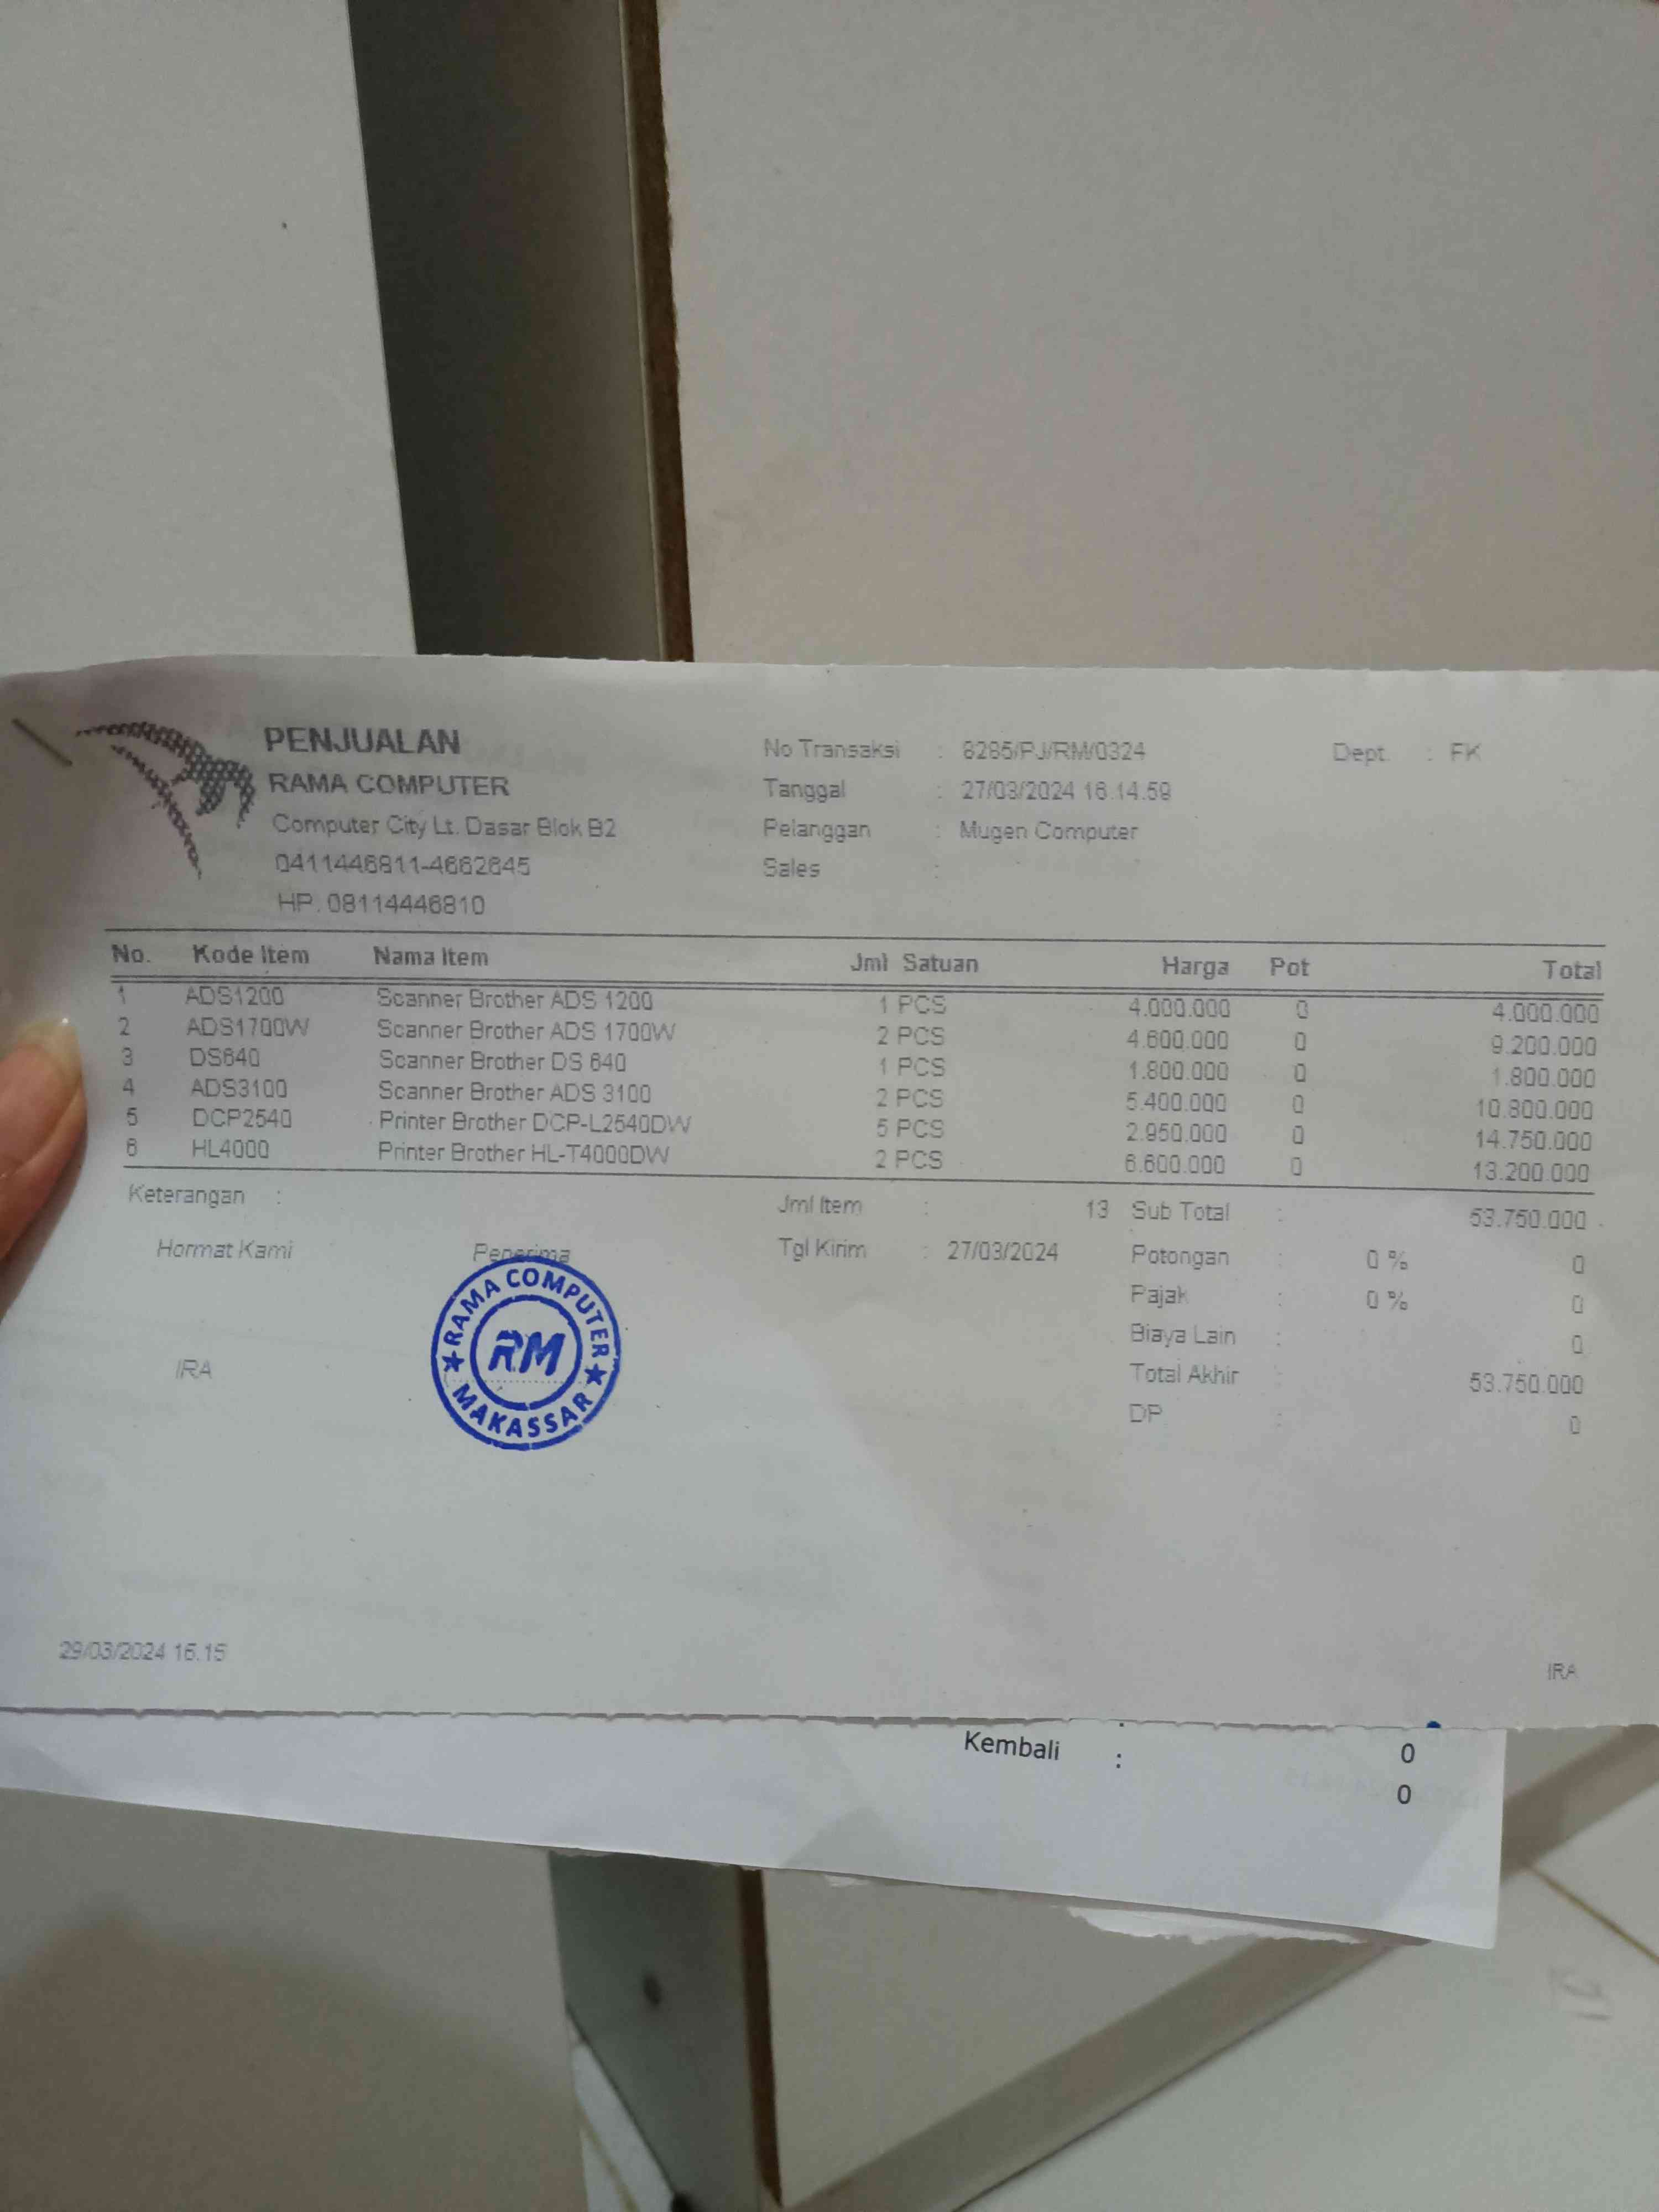 PENJUALAN
RAMA COMPUTER
Computer City Lt. Dasar Blok B2
0411446811-4662645
HP. 08114446810
No Transaksi : 8285/PJ/RM/0324
Tanggal : 27/03/2024 16.14.59
Pelanggan : Mugen Computer
Sales :
Dept. : FK
No. Kode Item Nama Item Jml Satuan Harga Pot Total
1 ADS1200 Scanner Brother ADS 1200 1 PCS 4.000.000 0 4.000.000
2 ADS1700W Scanner Brother ADS 1700W 2 PCS 4.600.000 0 9.200.000
3 DS640 Scanner Brother DS 640 1 PCS 1.800.000 0 1.800.000
4 ADS3100 Scanner Brother ADS 3100 2 PCS 5.400.000 0 10.800.000
5 DCP2540 Printer Brother DCP-L2540DW 5 PCS 2.950.000 0 14.750.000
6 HL4000 Printer Brother HL-T4000DW 2 PCS 6.600.000 0 13.200.000
Keterangan :
Jml Item : 13
Sub Total : 53.750.000
Hormat Kami
Penerima
Tgl Kirim : 27/03/2024
Potongan : 0 % 0
Pajak : 0 % 0
Biaya Lain : 0
Total Akhir : 53.750.000
DP : 0
IRA
RAMA COMPUTER
RM
MAKASSAR
29/03/2024 16.15
IRA
Kembali : 0
0